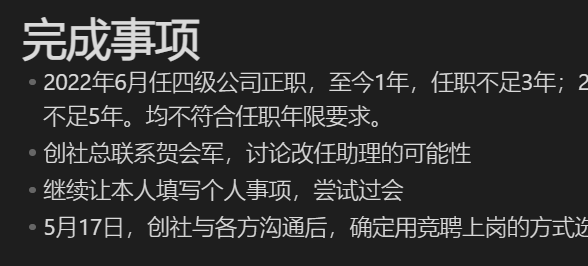 完成事项
2022年6月任四级公司正职，至今1年，任职不足3年；2
不足5年。均不符合任职年限要求。
创社总联系贺会军，讨论改任助理的可能性
继续让本人填写个人事项，尝试过会
5月17日，创社与各方沟通后，确定用竞聘上岗的方式选